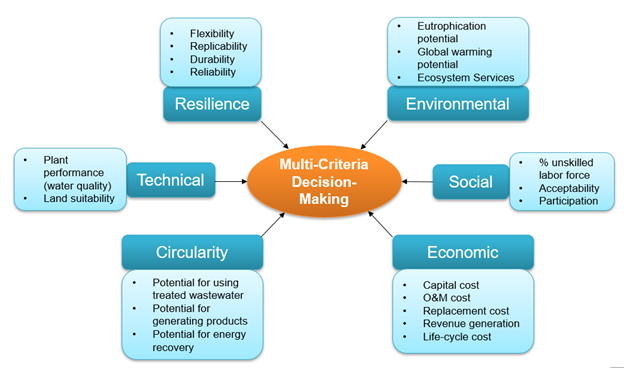 • Flexibility
• Replicability
• Durability
• Reliability
Resilience
• Eutrophication
potential
• Global warming
potential
• Ecosystem Services
Environmental
• Plant
performance
(water quality)
• Land suitability
Technical
Multi-Criteria
Decision-
Making
Social
• % unskilled
labor force
• Acceptability
• Participation
Circularity
• Potential for using
treated wastewater
• Potential for
generating products
• Potential for energy
recovery
Economic
• Capital cost
• O&M cost
• Replacement cost
• Revenue generation
• Life-cycle cost